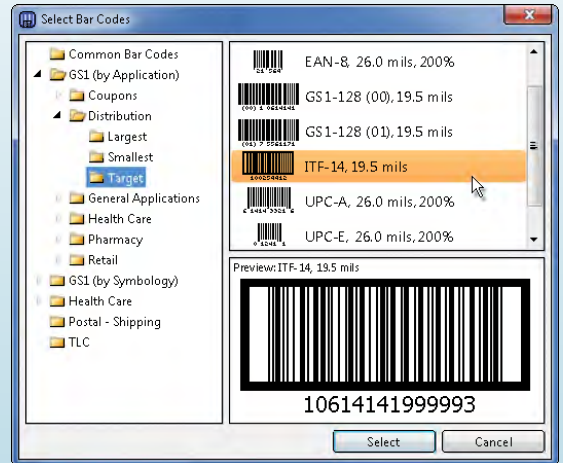 Select Bar Codes
Common Bar Codes
GS1 (by Application)
Coupons
Distribution
Largest
Smallest
Target
General Applications
Health Care
Pharmacy
Retail
GS1 (by Symbology)
Health Care
Postal - Shipping
TLC
EAN-8, 26.0 mils, 200%
GS1-128 (00), 19.5 mils
GS1-128 (01), 19.5 mils
ITF-14, 19.5 mils
UPC-A, 26.0 mils, 200%
UPC-E, 26.0 mils, 200%
Preview: ITF-14, 19.5 mils
10614141999993
Select
Cancel